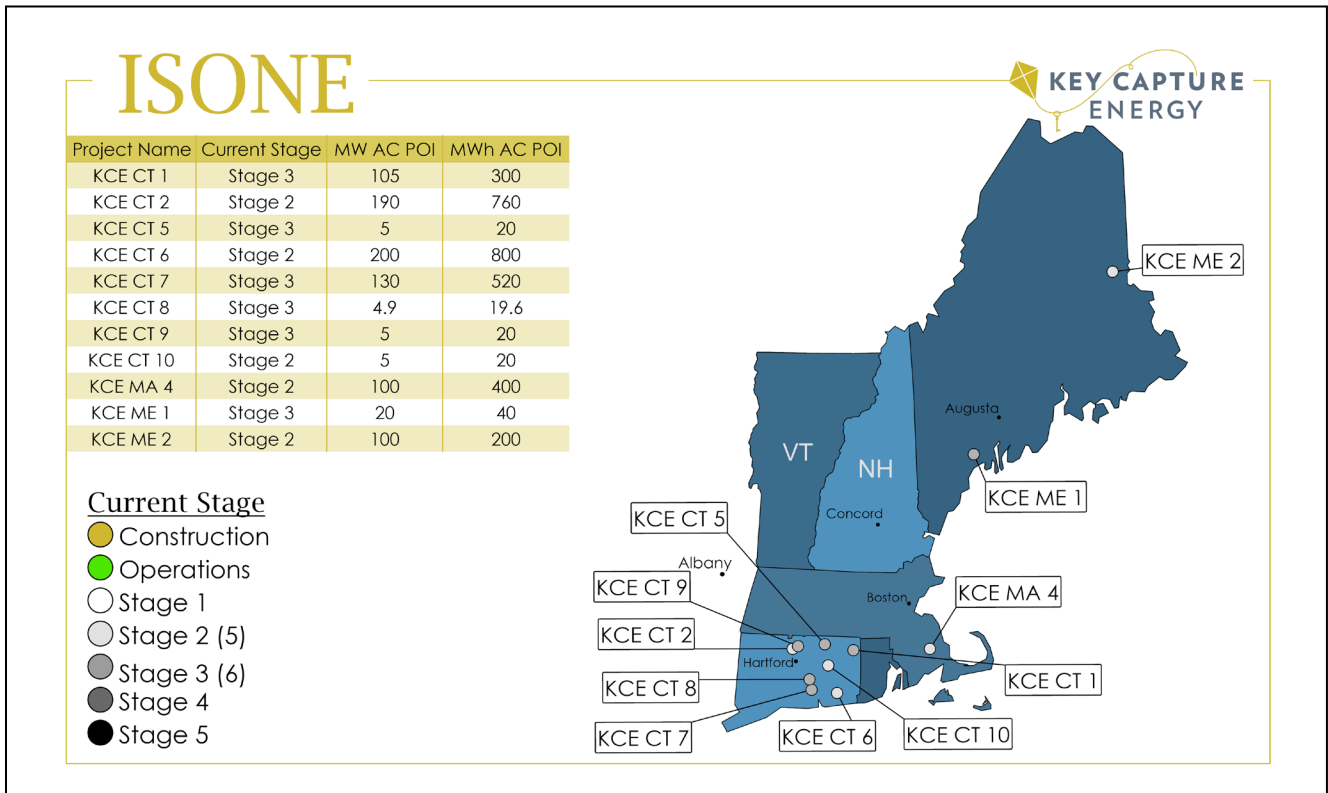 ISONE
KEY CAPTURE
ENERGY
Project Name Current Stage MW AC POI MWh AC POI
KCE CT 1 Stage 3 105 300
KCE CT 2 Stage 2 190 760
KCE CT 5 Stage 3 5 20
KCE CT 6 Stage 2 200 800
KCE CT 7 Stage 3 130 520
KCE CT 8 Stage 3 4.9 19.6
KCE CT 9 Stage 3 5 20
KCE CT 10 Stage 2 5 20
KCE MA 4 Stage 2 100 400
KCE ME 1 Stage 3 20 40
KCE ME 2 Stage 2 100 200
Current Stage
Construction
Operations
Stage 1
Stage 2 (5)
Stage 3 (6)
Stage 4
Stage 5
KCE ME 2
Augusta
VT
NH
KCE ME 1
Concord
KCE CT 5
Albany
KCE CT 9
Boston
KCE MA 4
KCE CT 2
Hartford
KCE CT 8
KCE CT 1
KCE CT 7
KCE CT 6
KCE CT 10